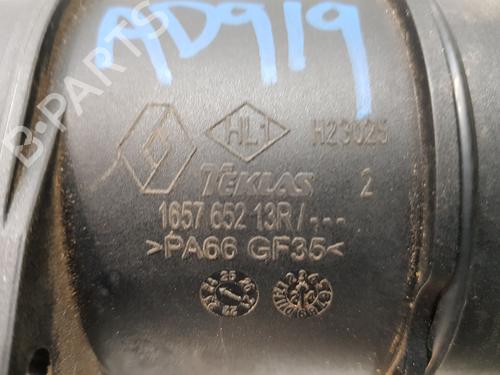 AD919
B-PARTS
HL1
H23025
TEKLAS
2
1657 652 13R/---
>PA66 GF35<